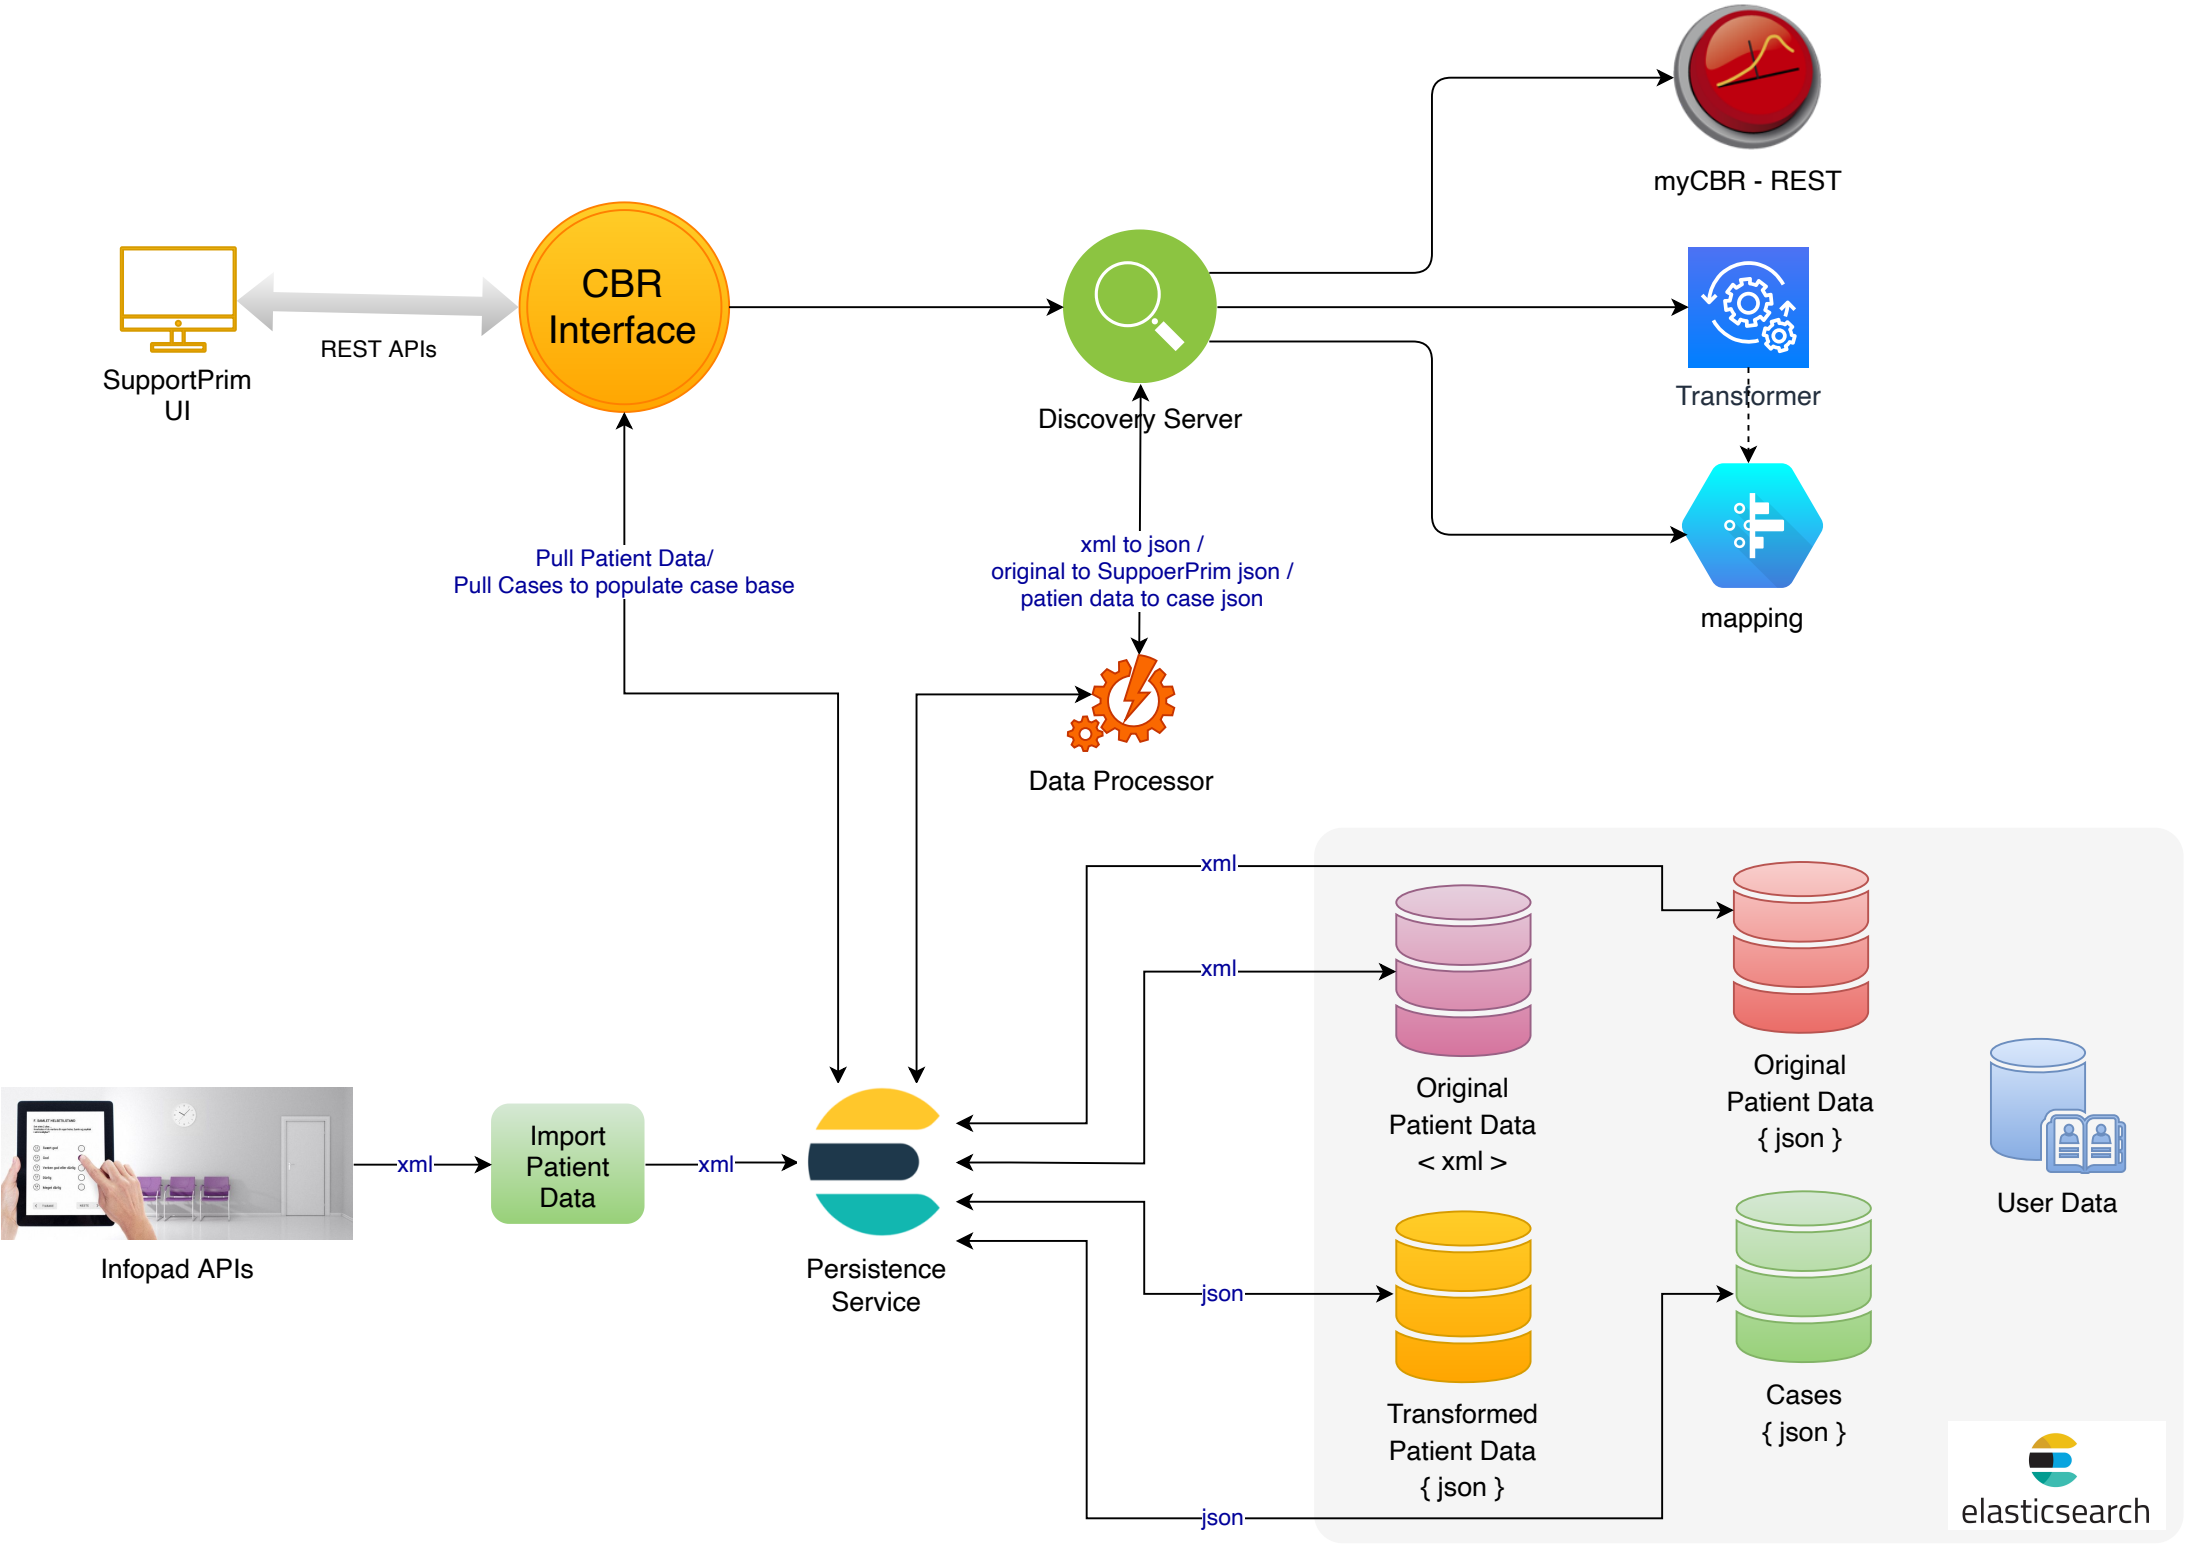 myCBR - REST
CBR
Interface
REST APIs
SupportPrim
UI
Discovery Server
Transformer
Pull Patient Data/
Pull Cases to populate case base
xml to json /
original to SuppoerPrim json /
patien data to case json
mapping
Data Processor
xml
xml
Original
Patient Data
< xml >
Original
Patient Data
{ json }
User Data
xml
Import
Patient
Data
xml
Infopad APIs
Persistence
Service
json
Transformed
Patient Data
{ json }
Cases
{ json }
json
elasticsearch